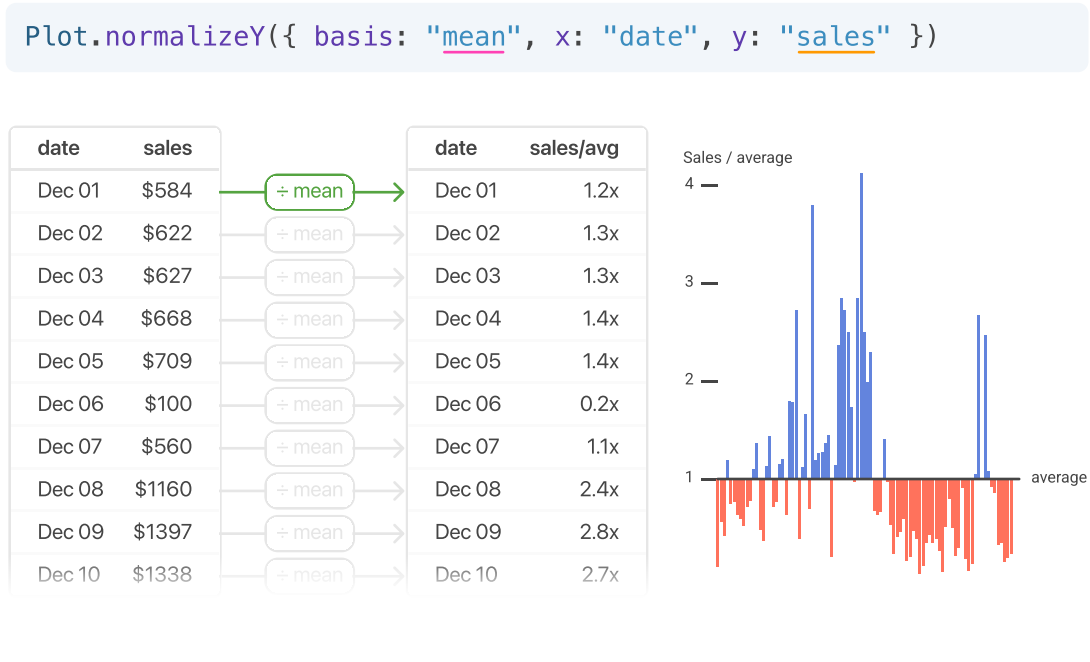 Plot.normalizeY({ basis: "mean", x: "date", y: "sales" })
date sales
Dec 01 $584
Dec 02 $622
Dec 03 $627
Dec 04 $668
Dec 05 $709
Dec 06 $100
Dec 07 $560
Dec 08 $1160
Dec 09 $1397
Dec 10 $1338
÷ mean
÷ mean
÷ mean
÷ mean
÷ mean
÷ mean
÷ mean
÷ mean
÷ mean
÷ mean
date sales/avg
Dec 01 1.2x
Dec 02 1.3x
Dec 03 1.3x
Dec 04 1.4x
Dec 05 1.4x
Dec 06 0.2x
Dec 07 1.1x
Dec 08 2.4x
Dec 09 2.8x
Dec 10 2.7x
Sales / average
4
3
2
1
average